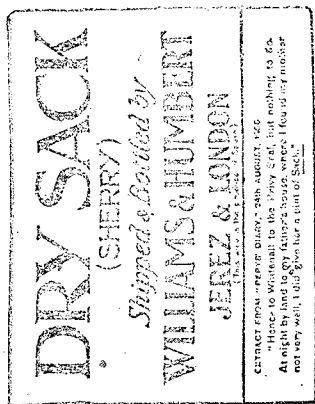 DRY SACK
(SHERRY)
Shipped & Bottled by
WILLIAMS & HUMBERT
JEREZ & LONDON
EXTRACT FROM "PEPYS' DIARY," 24th AUGUST,
"Hence to Whitehall to the Privy Seal, but nothing to do.
At night by land to my father's house, where I found my mother
not very well. I did give her a pint of Sack."